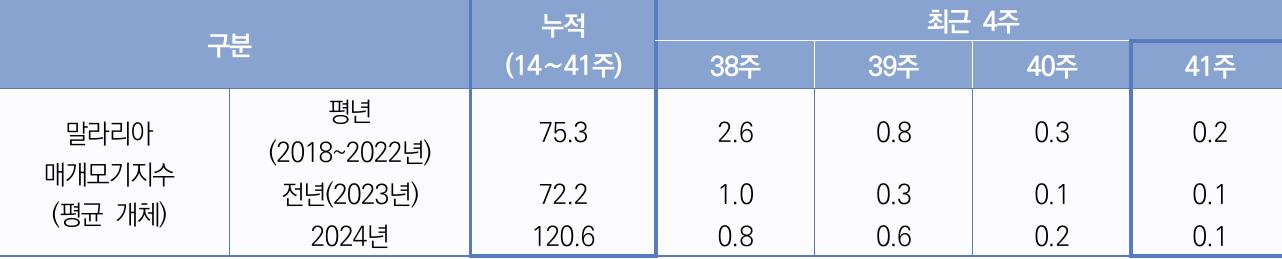 구분 누적 (14~41주) 최근 4주
38주 39주 40주 41주
말라리아 매개모기지수 (평균 개체)
평년 (2018~2022년) 75.3 2.6 0.8 0.3 0.2
전년(2023년) 72.2 1.0 0.3 0.1 0.1
2024년 120.6 0.8 0.6 0.2 0.1